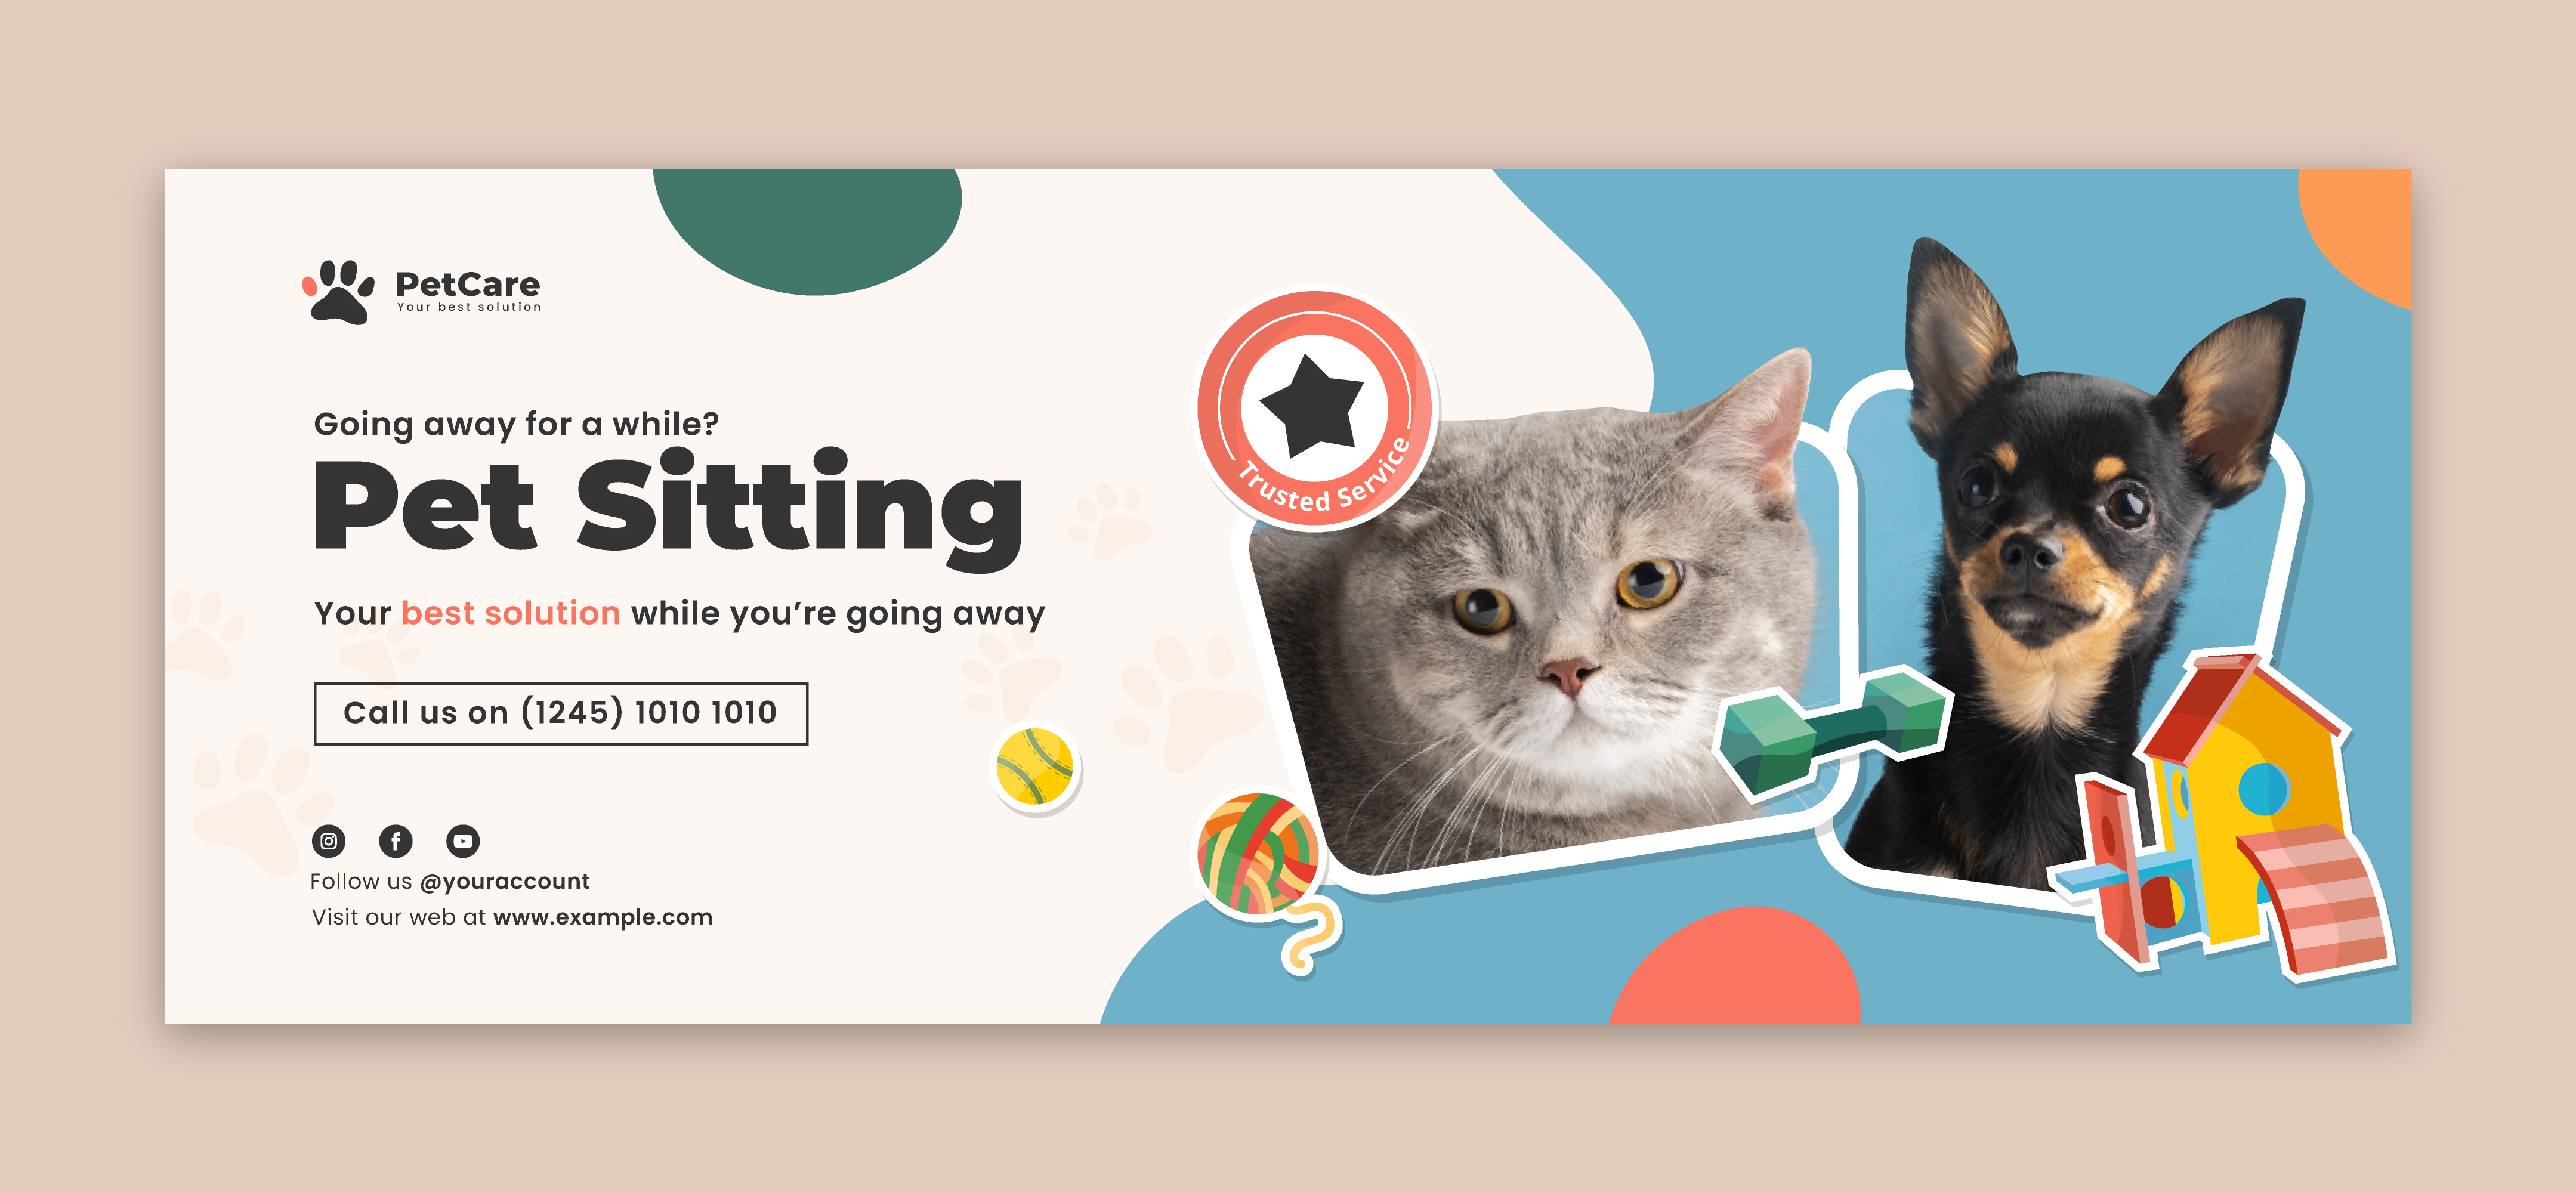 PetCare
Your best solution
Going away for a while?
Pet Sitting
Your best solution while you’re going away
Call us on (1245) 1010 1010
Follow us @youraccount
Visit our web at www.example.com
Trusted Service